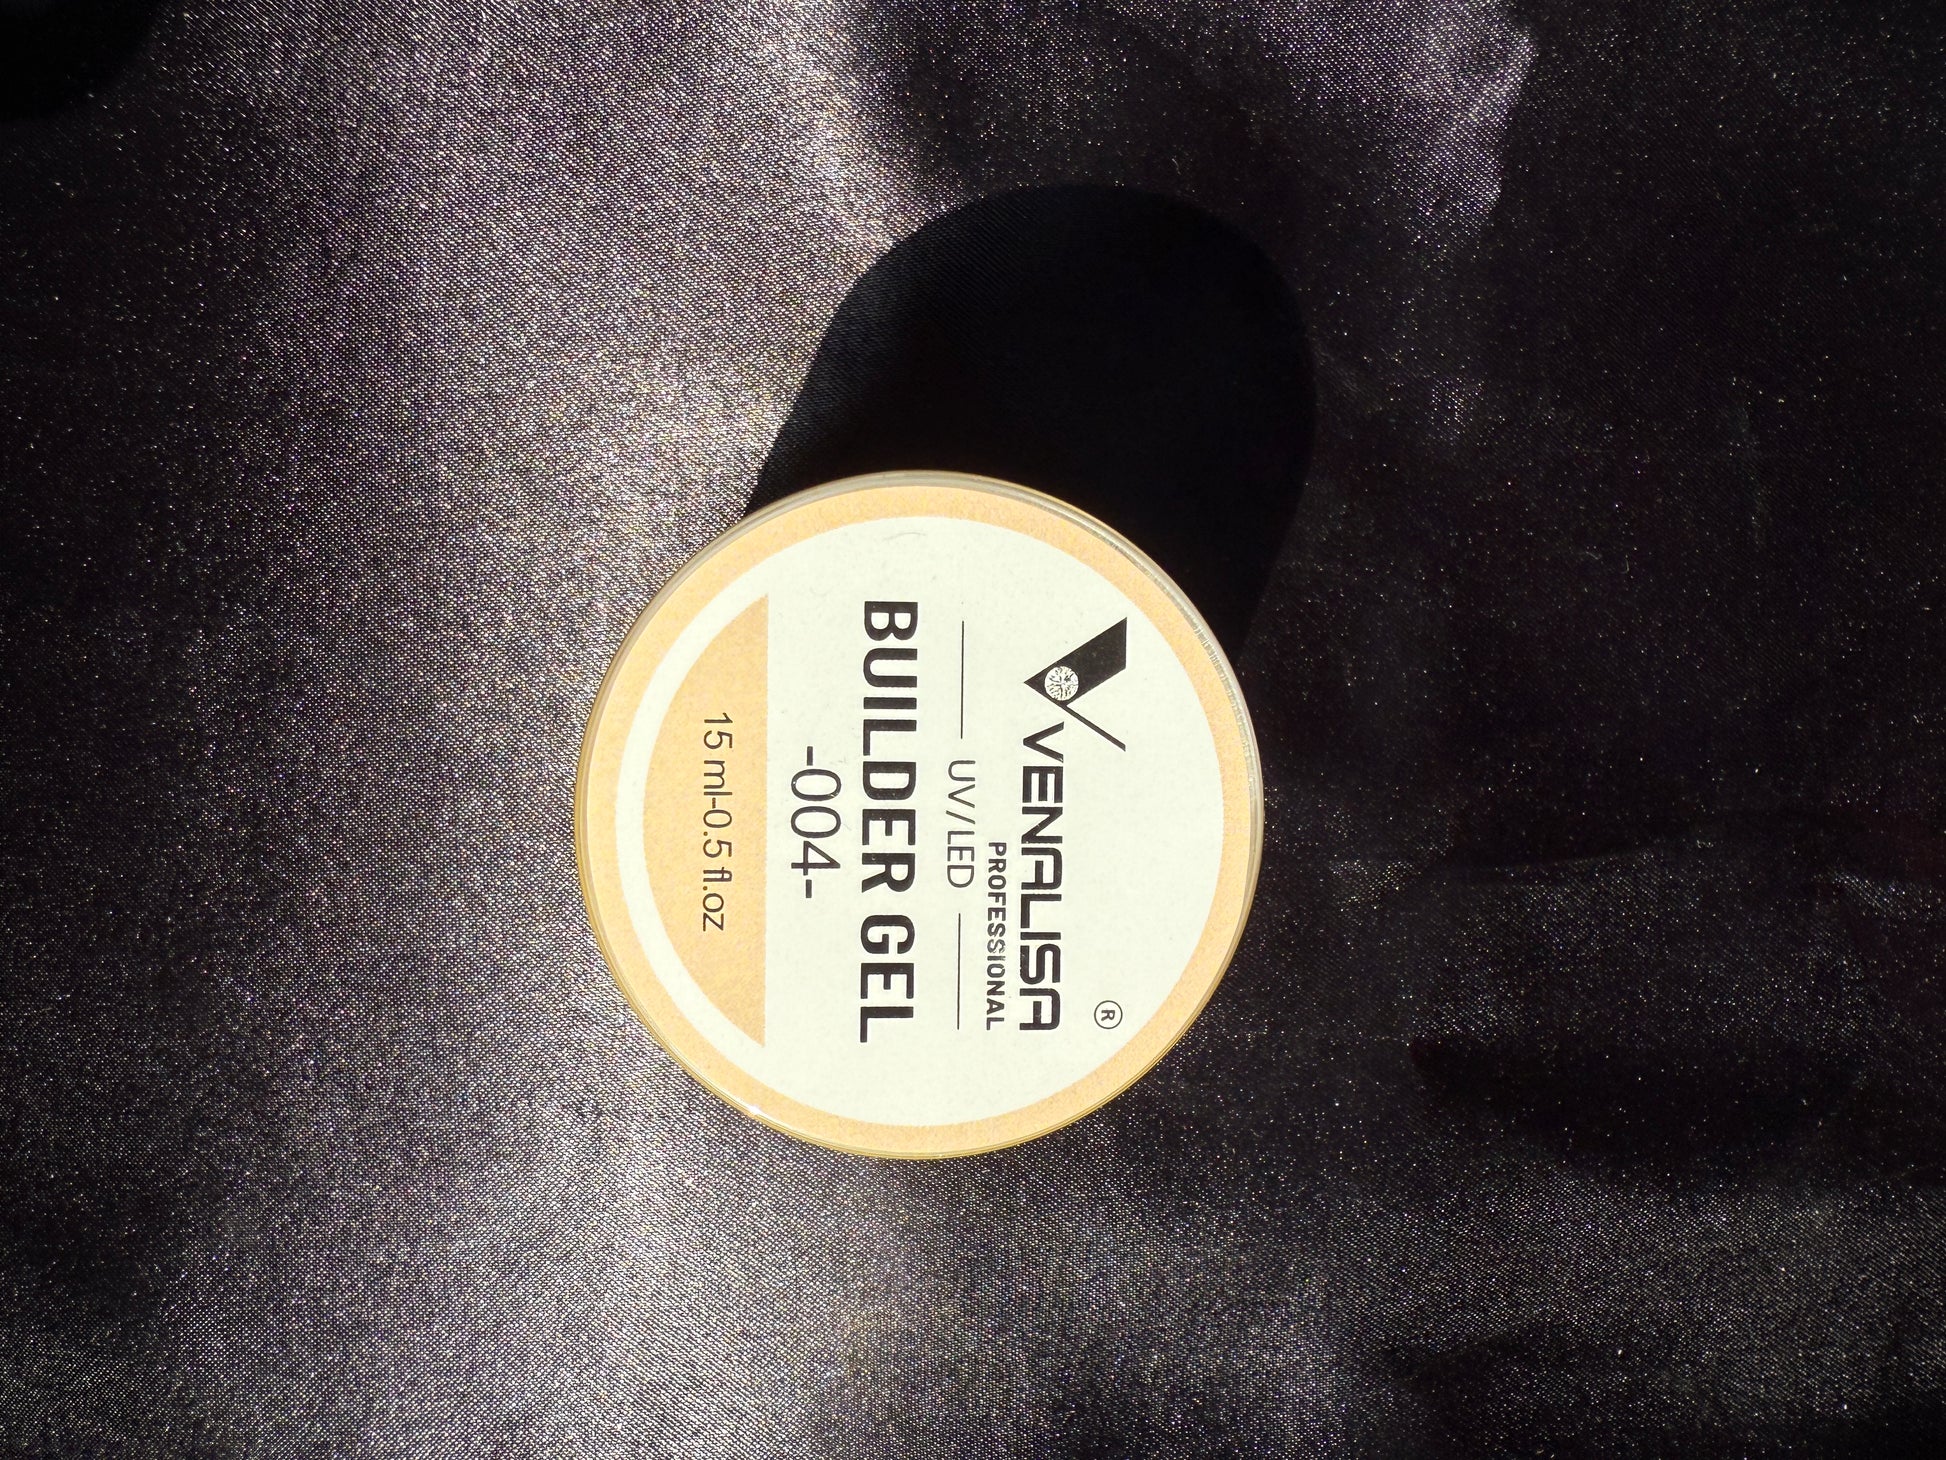 ®
VENALISA
PROFESSIONAL
UV/LED
BUILDER GEL
-004-
15 ml-0.5 fl.oz